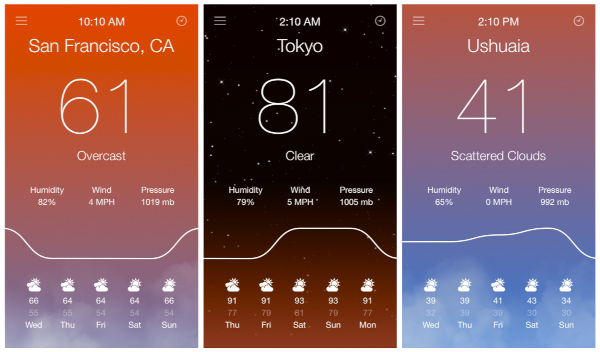 10:10 AM
San Francisco, CA
61
Overcast
Humidity Wind Pressure
82% 4 MPH 1019 mb
66 64 64 64 66
55 55 54 54 55
Wed Thu Fri Sat Sun
2:10 AM
Tokyo
81
Clear
Humidity Wind Pressure
79% 5 MPH 1005 mb
91 91 93 93 91
77 79 81 79 77
Thu Fri Sat Sun Mon
2:10 PM
Ushuaia
41
Scattered Clouds
Humidity Wind Pressure
65% 0 MPH 992 mb
39 39 41 43 34
32 39 39 30 30
Wed Thu Fri Sat Sun